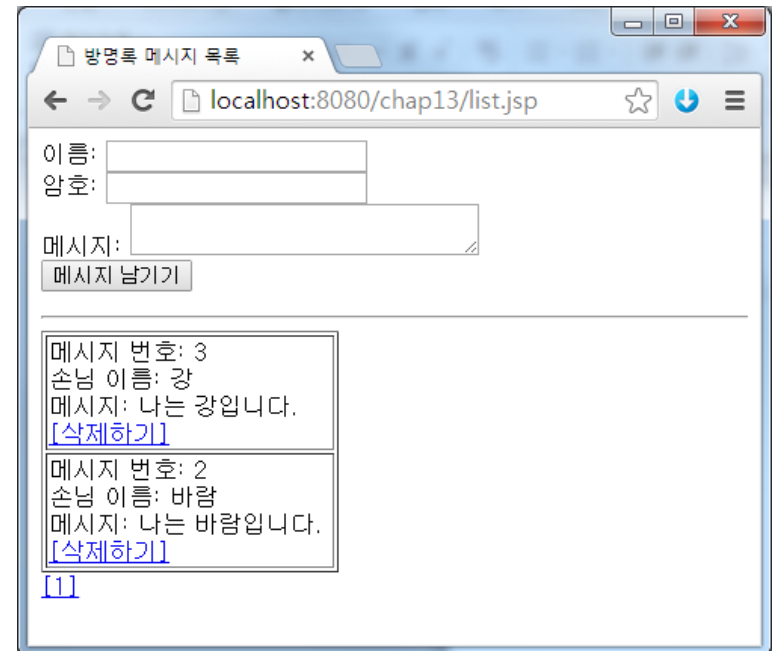 방명록 메시지 목록
localhost:8080/chap13/list.jsp
이름:
암호:
메시지:
메시지 남기기
메시지 번호: 3
손님 이름: 강
메시지: 나는 강입니다.
[삭제하기]
메시지 번호: 2
손님 이름: 바람
메시지: 나는 바람입니다.
[삭제하기]
[1]